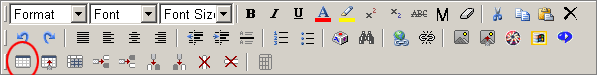 Format Font Font Size B I U A x² x₂ ABC M